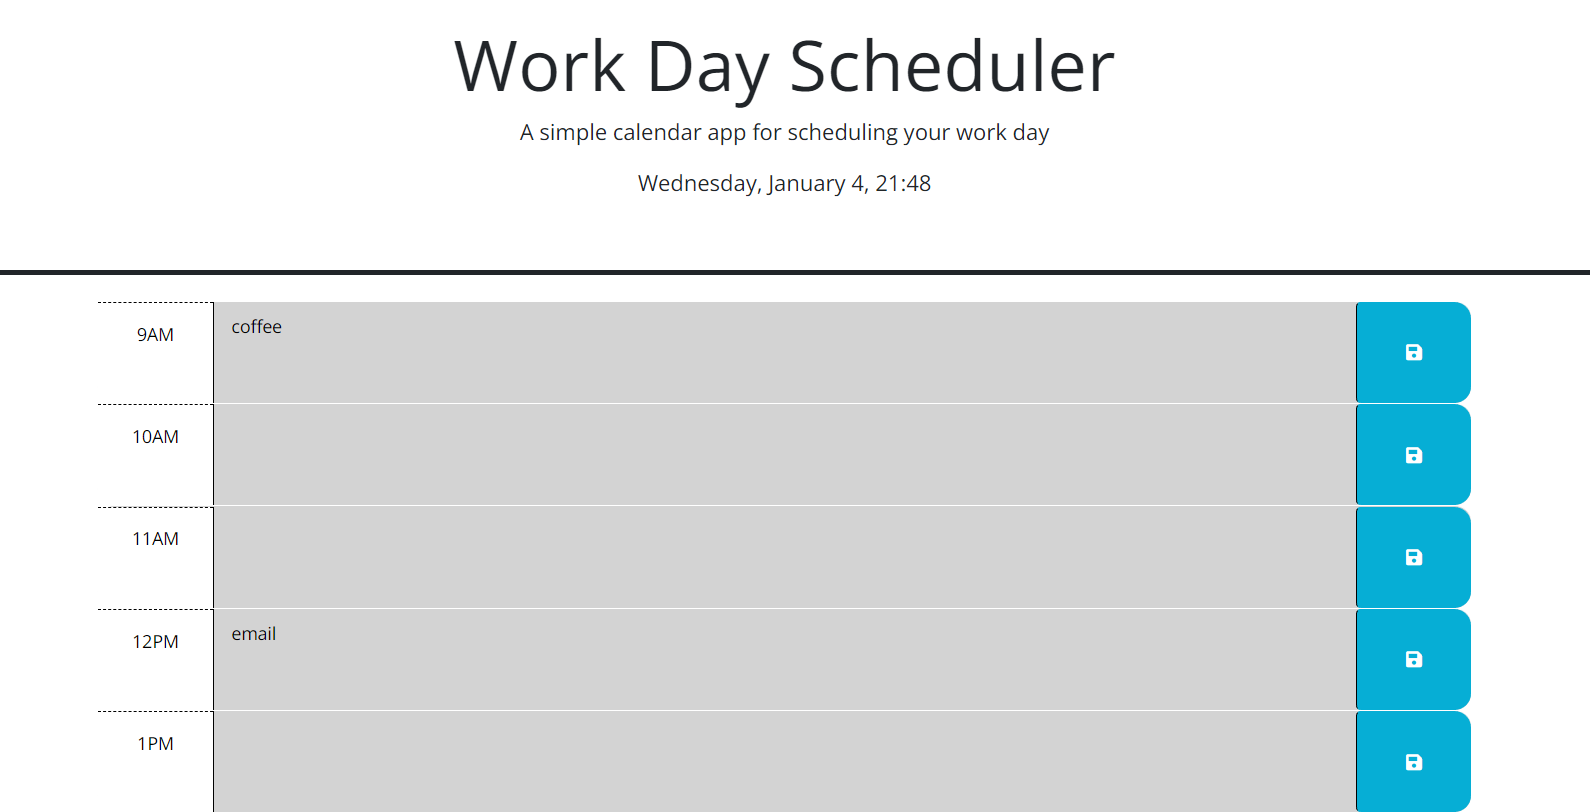 Work Day Scheduler
A simple calendar app for scheduling your work day
Wednesday, January 4, 21:48
9AM
coffee
10AM
11AM
12PM
email
1PM